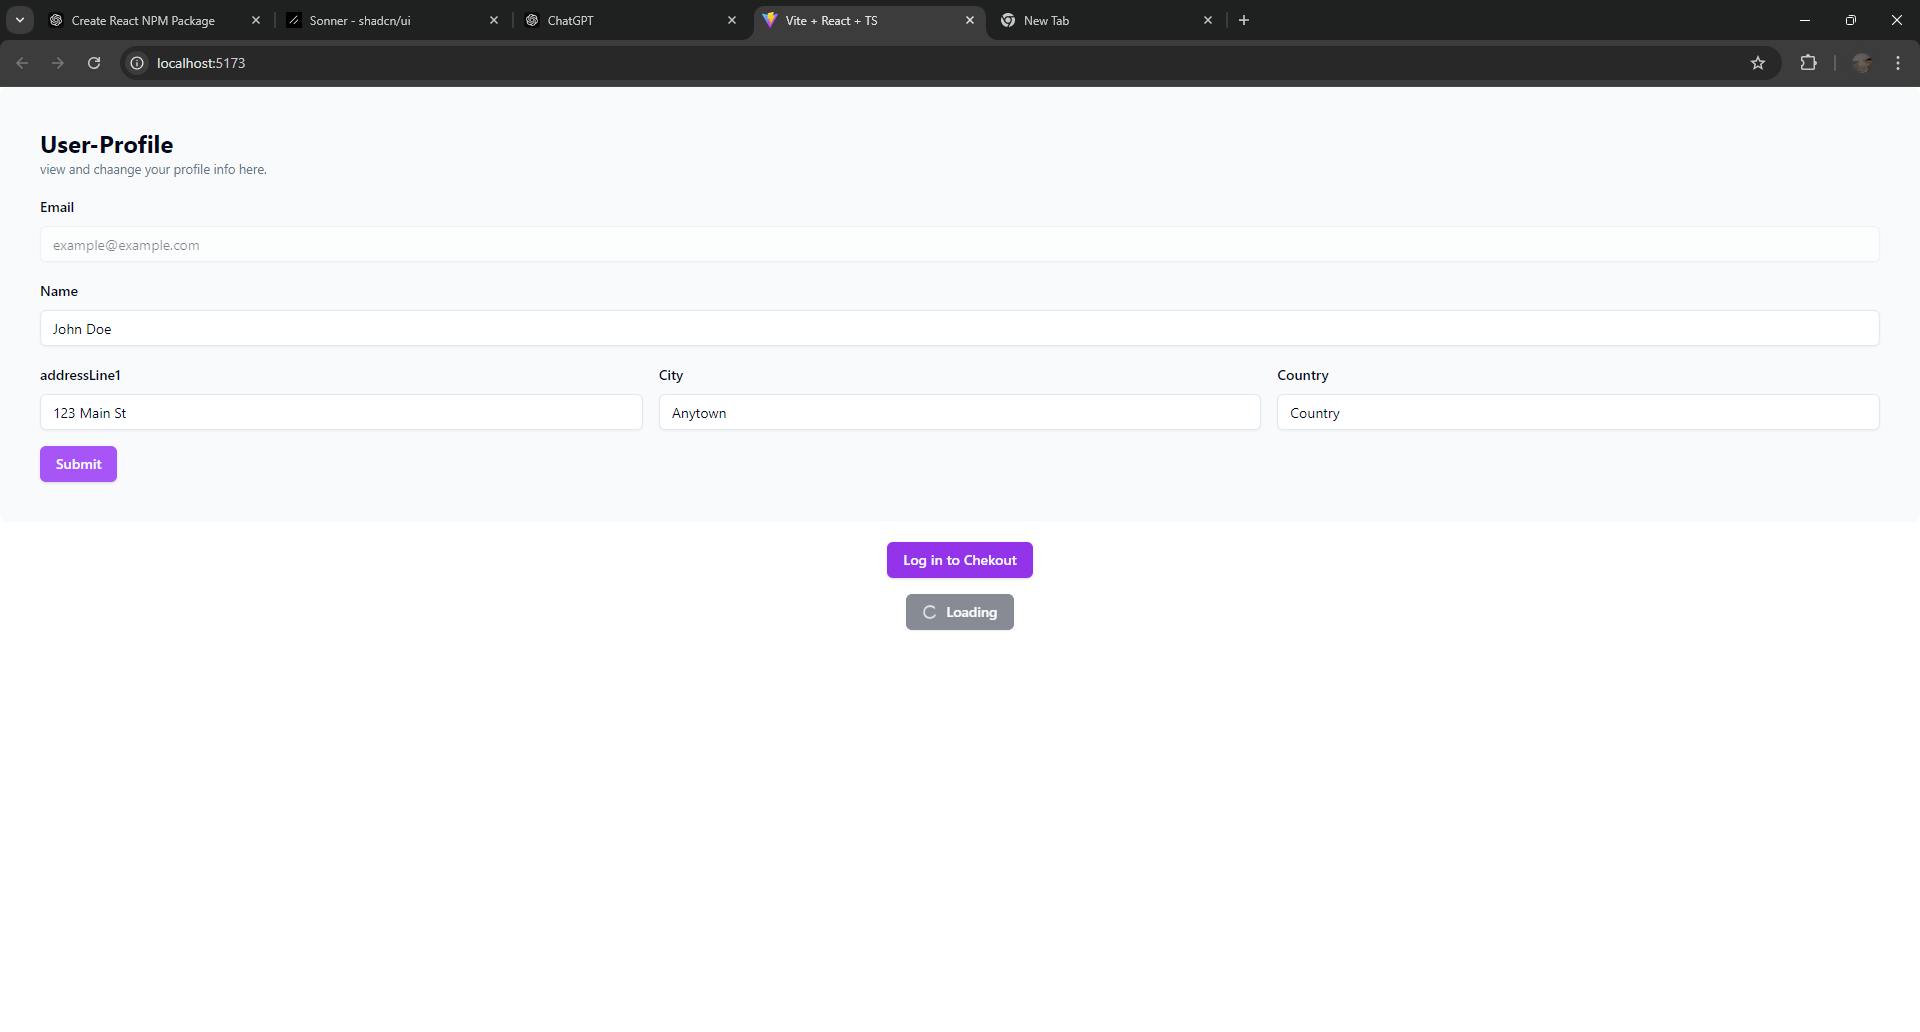 Create React NPM Package
Sonner - shadcn/ui
ChatGPT
Vite + React + TS
New Tab
localhost:5173
User-Profile
view and chaange your profile info here.
Email
example@example.com
Name
John Doe
addressLine1 City Country
123 Main St Anytown Country
Submit
Log in to Chekout
Loading